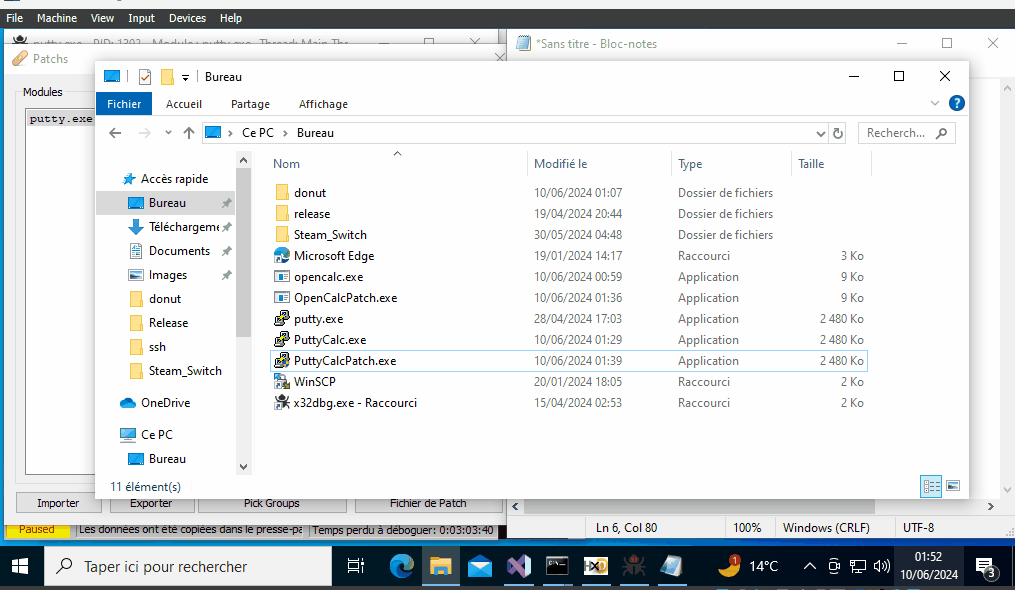 File Machine View Input Devices Help
putty.exe - PID: 1392 - Module: putty.exe - Thread: Main Thr
*Sans titre - Bloc-notes
Patchs
Bureau
Modules
Fichier Accueil Partage Affichage
putty.exe
Ce PC > Bureau
Recherch...
Nom Modifié le Type Taille
Accès rapide
Bureau
Téléchargeme
Documents
Images
donut
Release
ssh
Steam_Switch
OneDrive
Ce PC
Bureau
donut 10/06/2024 01:07 Dossier de fichiers
release 19/04/2024 20:44 Dossier de fichiers
Steam_Switch 30/05/2024 04:48 Dossier de fichiers
Microsoft Edge 19/01/2024 14:17 Raccourci 3 Ko
opencalc.exe 10/06/2024 00:59 Application 9 Ko
OpenCalcPatch.exe 10/06/2024 01:36 Application 9 Ko
putty.exe 28/04/2024 17:03 Application 2 480 Ko
PuttyCalc.exe 10/06/2024 01:29 Application 2 480 Ko
PuttyCalcPatch.exe 10/06/2024 01:39 Application 2 480 Ko
WinSCP 20/01/2024 18:05 Raccourci 2 Ko
x32dbg.exe - Raccourci 15/04/2024 02:53 Raccourci 2 Ko
11 élément(s)
Importer Exporter Pick Groups Fichier de Patch
Paused Les données ont été copiées dans le presse-pa Temps perdu à déboguer: 0:03:03:40
Ln 6, Col 80 100% Windows (CRLF) UTF-8
Taper ici pour rechercher
1
14°C
01:52
10/06/2024
3